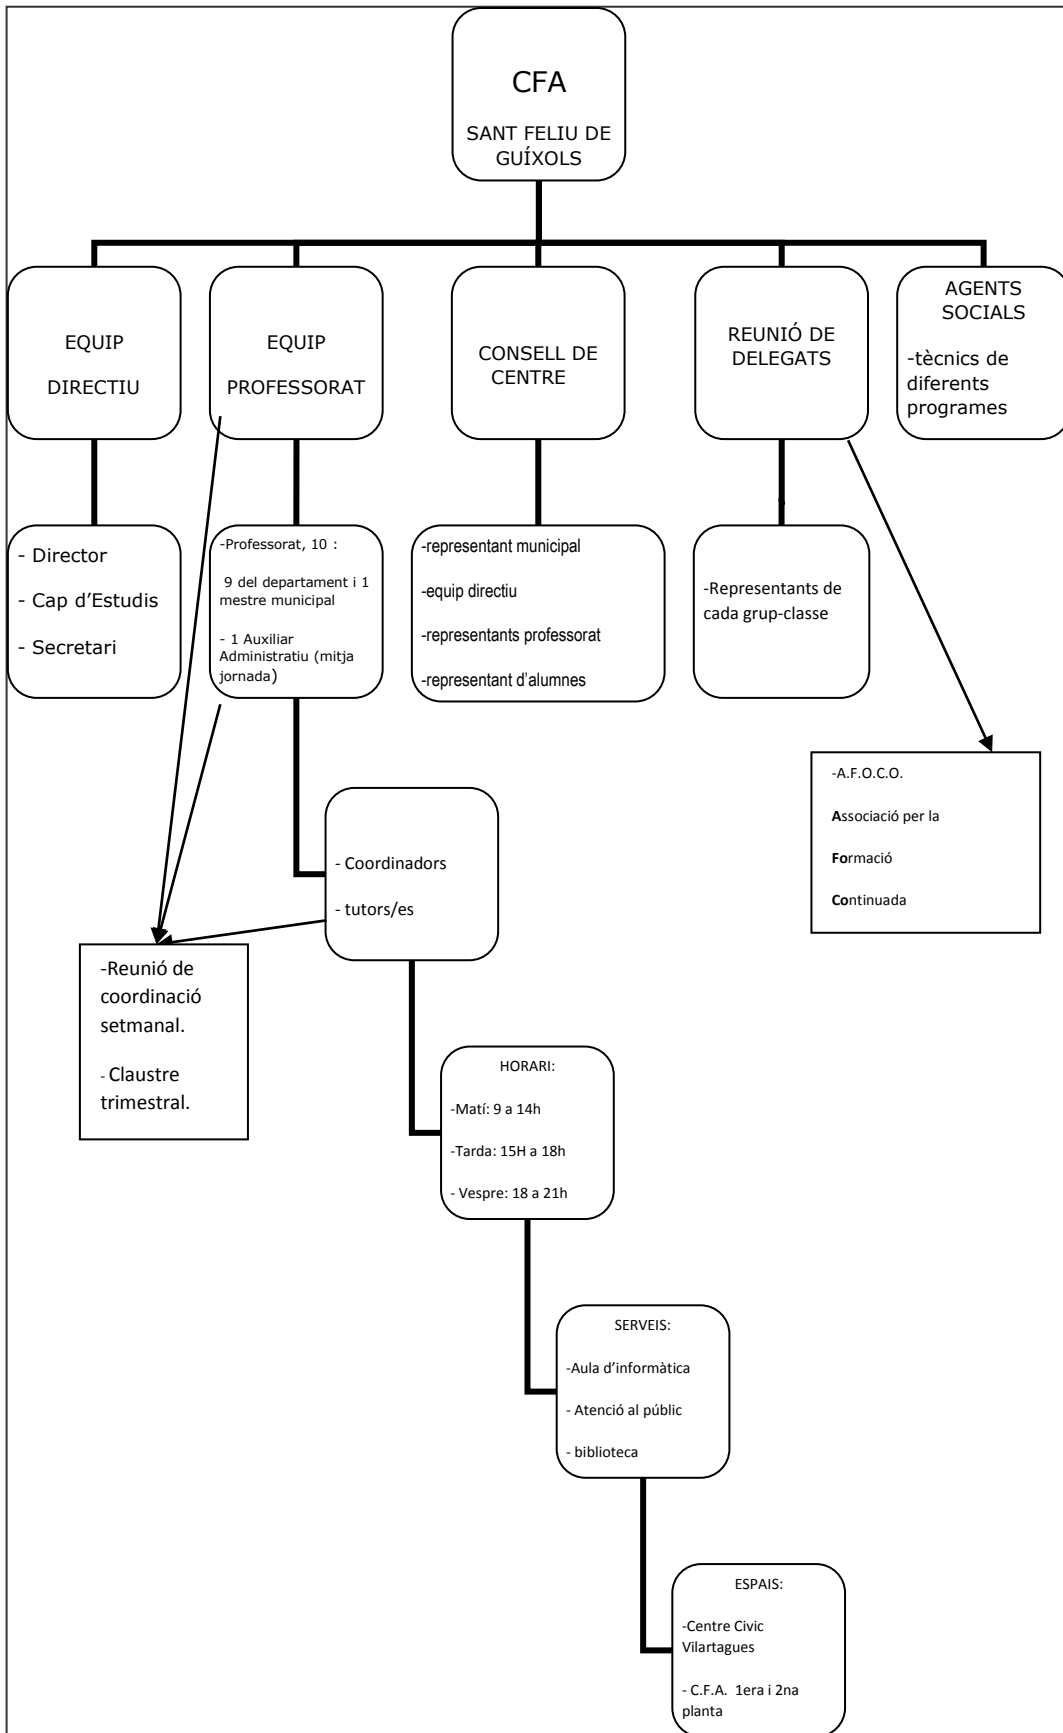 CFA
SANT FELIU DE
GUÍXOLS
EQUIP
DIRECTIU
EQUIP
PROFESSORAT
CONSELL DE
CENTRE
REUNIÓ DE
DELEGATS
AGENTS
SOCIALS
-tècnics de
diferents
programes
- Director
- Cap d'Estudis
- Secretari
-Professorat, 10 :
9 del departament i 1
mestre municipal
- 1 Auxiliar
Administratiu (mitja
jornada)
-representant municipal
-equip directiu
-representants professorat
-representant d'alumnes
-Representants de
cada grup-classe
-A.F.O.C.O.
Associació per la
Formació
Continuada
- Coordinadors
- tutors/es
-Reunió de
coordinació
setmanal.
- Claustre
trimestral.
HORARI:
-Matí: 9 a 14h
-Tarda: 15H a 18h
- Vespre: 18 a 21h
SERVEIS:
-Aula d'informàtica
- Atenció al públic
- biblioteca
ESPAIS:
-Centre Civic
Vilartagues
- C.F.A. 1era i 2na
planta